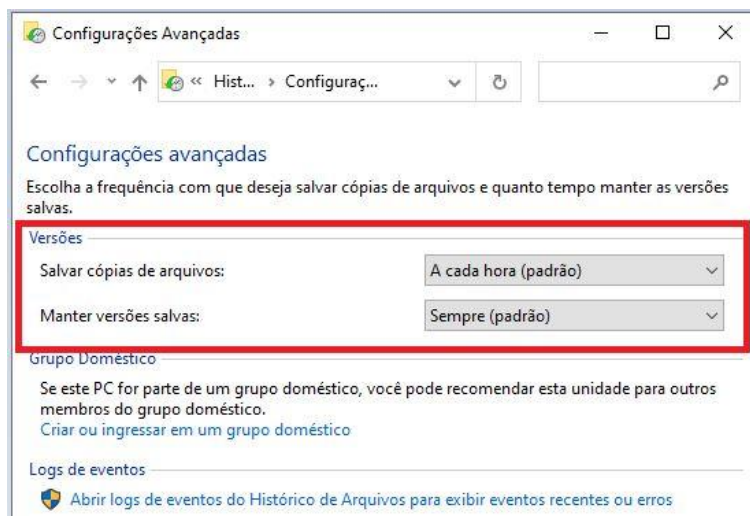 Configurações Avançadas
« Hist... › Configuraç...
Configurações avançadas
Escolha a frequência com que deseja salvar cópias de arquivos e quanto tempo manter as versões
salvas.
Versões
Salvar cópias de arquivos: A cada hora (padrão)
Manter versões salvas: Sempre (padrão)
Grupo Doméstico
Se este PC for parte de um grupo doméstico, você pode recomendar esta unidade para outros
membros do grupo doméstico.
Criar ou ingressar em um grupo doméstico
Logs de eventos
Abrir logs de eventos do Histórico de Arquivos para exibir eventos recentes ou erros